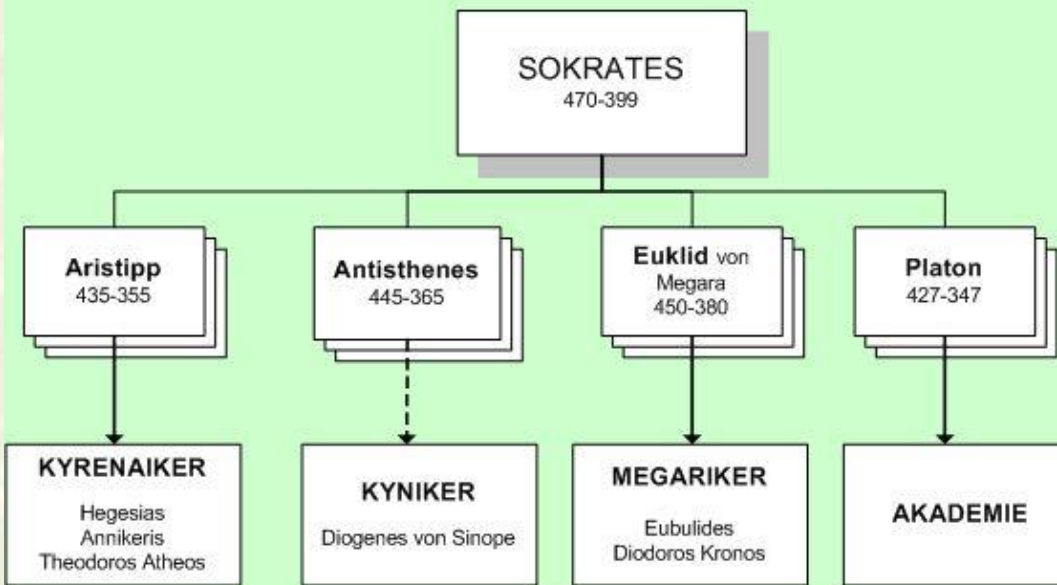 SOKRATES
470-399
Aristipp
435-355
Antisthenes
445-365
Euklid von
Megara
450-380
Platon
427-347
KYRENAIKER
Hegesias
Annikeris
Theodoros Atheos
KYNIKER
Diogenes von Sinope
MEGARIKER
Eubulides
Diodoros Kronos
AKADEMIE